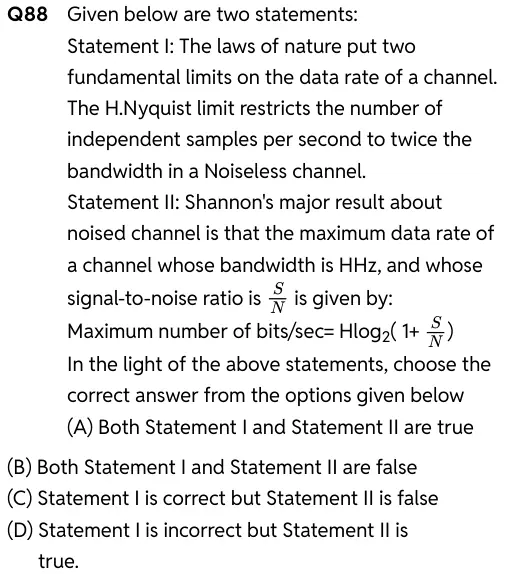 Q88 Given below are two statements:
Statement I: The laws of nature put two
fundamental limits on the data rate of a channel.
The H.Nyquist limit restricts the number of
independent samples per second to twice the
bandwidth in a Noiseless channel.
Statement II: Shannon's major result about
noised channel is that the maximum data rate of
a channel whose bandwidth is HHz, and whose
signal-to-noise ratio is S/N is given by:
Maximum number of bits/sec= Hlog₂( 1+ S/N )
In the light of the above statements, choose the
correct answer from the options given below
(A) Both Statement I and Statement II are true
(B) Both Statement I and Statement II are false
(C) Statement I is correct but Statement II is false
(D) Statement I is incorrect but Statement II is
true.